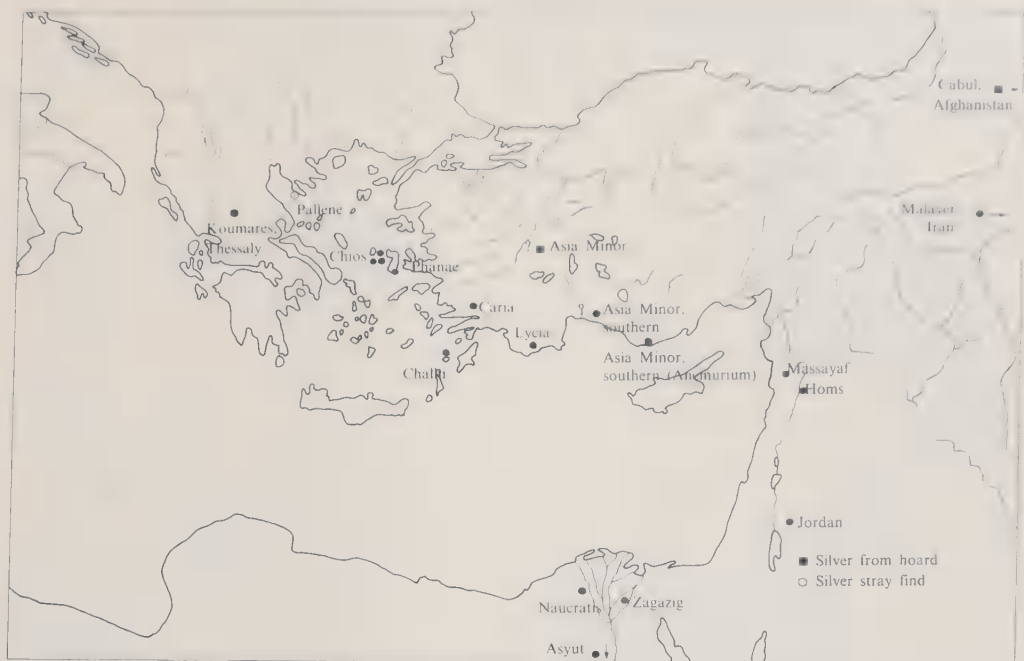 Cabul,
Afghanistan
Malayer
Iran
Pallene
Koumares,
Thessaly
Chios
Phanae
? Asia Minor
Caria
? Asia Minor,
southern
Lycia
Asia Minor,
southern (Anemurium)
Chalki
Massayaf
Homs
Jordan
Silver from hoard
Silver stray find
Naucratis
Zagazig
Asyut